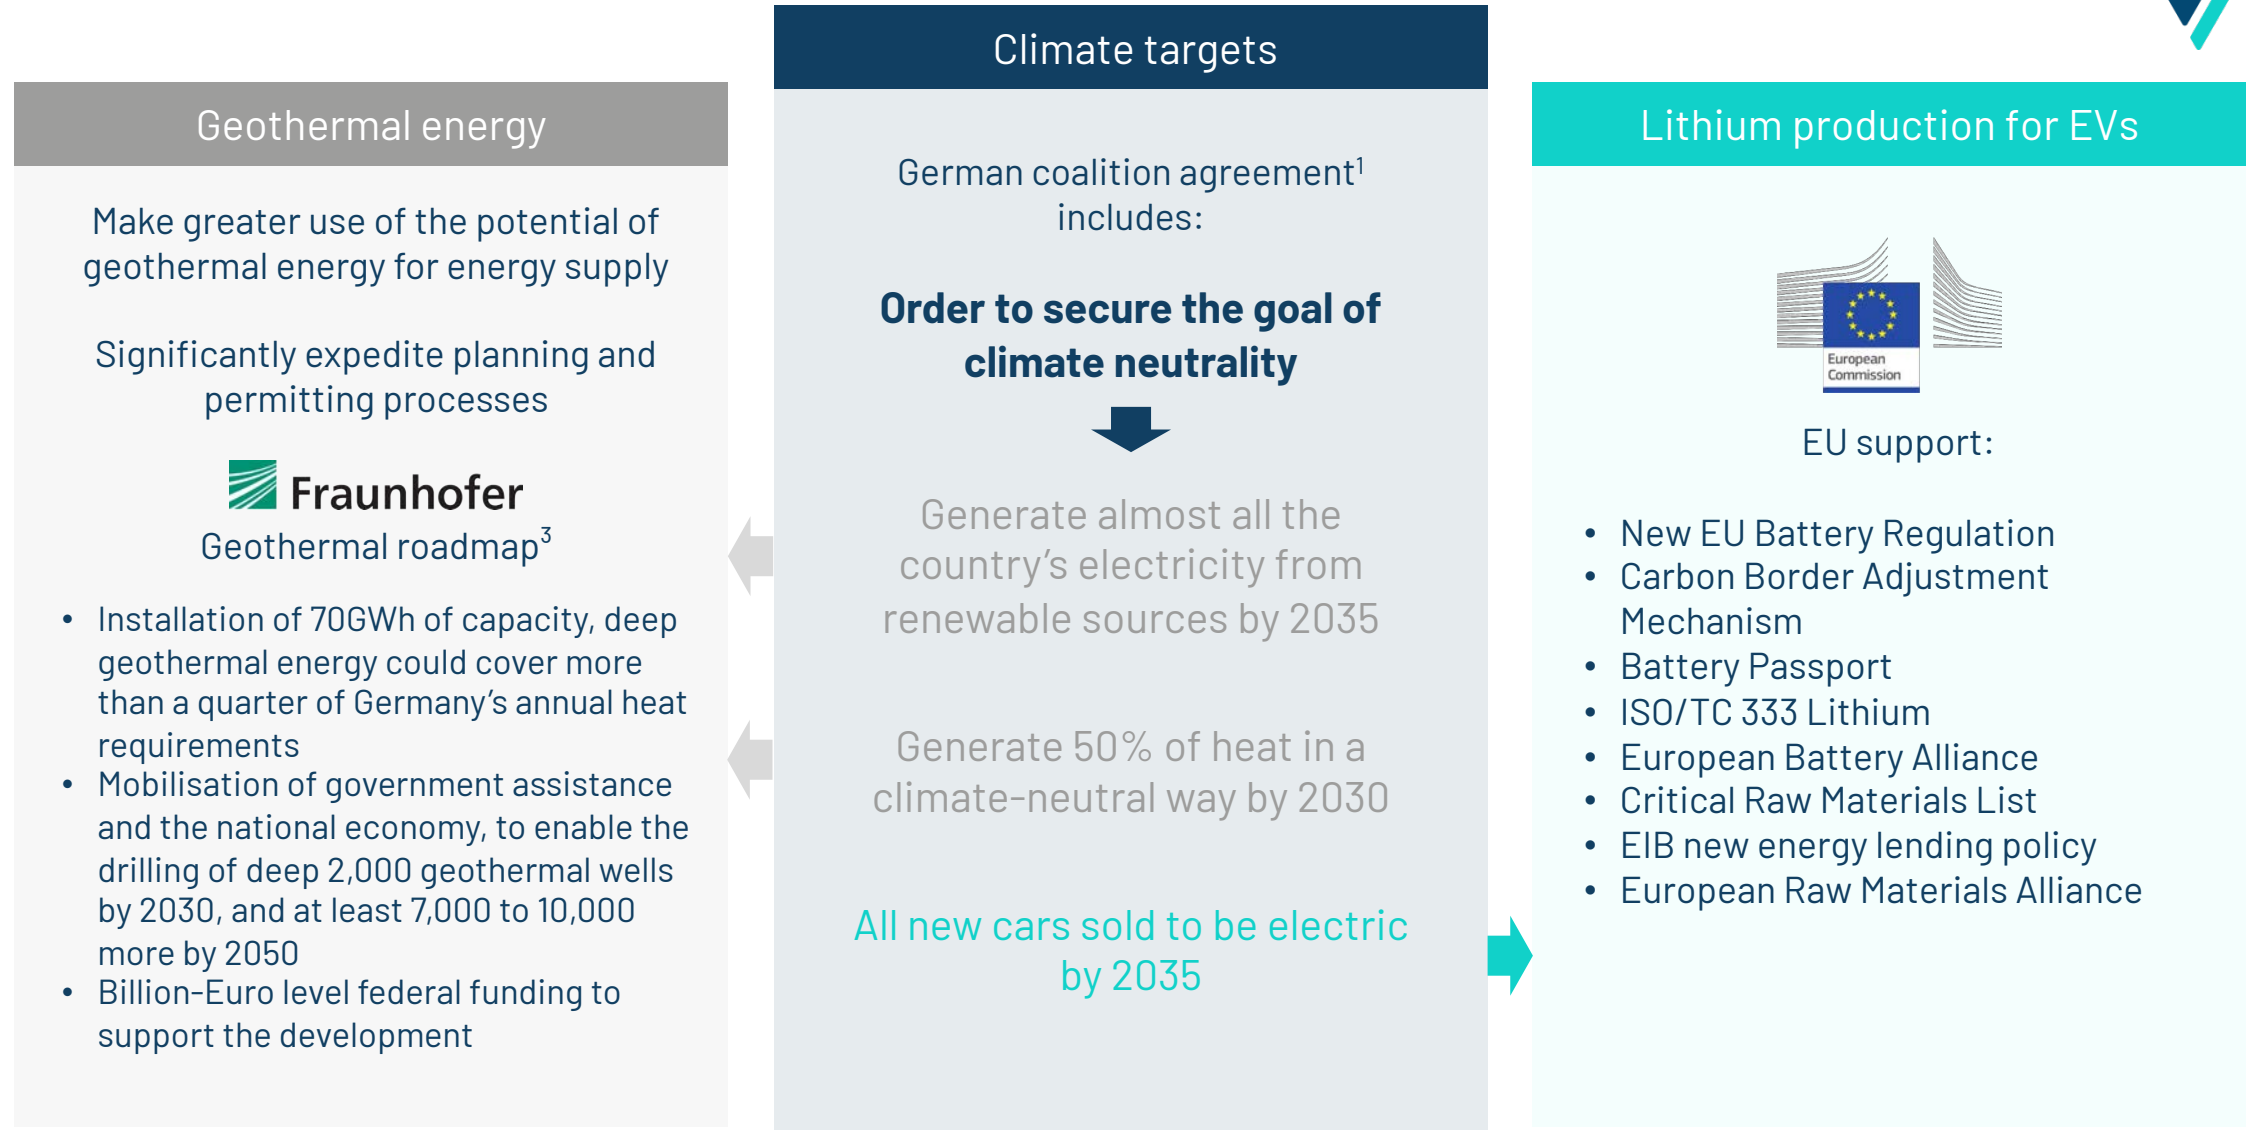 Climate targets
Geothermal energy
Lithium production for EVs
Make greater use of the potential of
geothermal energy for energy supply
Significantly expedite planning and
permitting processes
Fraunhofer
Geothermal roadmap³
• Installation of 70GWh of capacity, deep
geothermal energy could cover more
than a quarter of Germany's annual heat
requirements
• Mobilisation of government assistance
and the national economy, to enable the
drilling of deep 2,000 geothermal wells
by 2030, and at least 7,000 to 10,000
more by 2050
• Billion-Euro level federal funding to
support the development
German coalition agreement¹
includes:
Order to secure the goal of
climate neutrality
Generate almost all the
country's electricity from
renewable sources by 2035
Generate 50% of heat in a
climate-neutral way by 2030
All new cars sold to be electric
by 2035
European
Commission
EU support:
• New EU Battery Regulation
• Carbon Border Adjustment
Mechanism
• Battery Passport
• ISO/TC 333 Lithium
• European Battery Alliance
• Critical Raw Materials List
• EIB new energy lending policy
• European Raw Materials Alliance